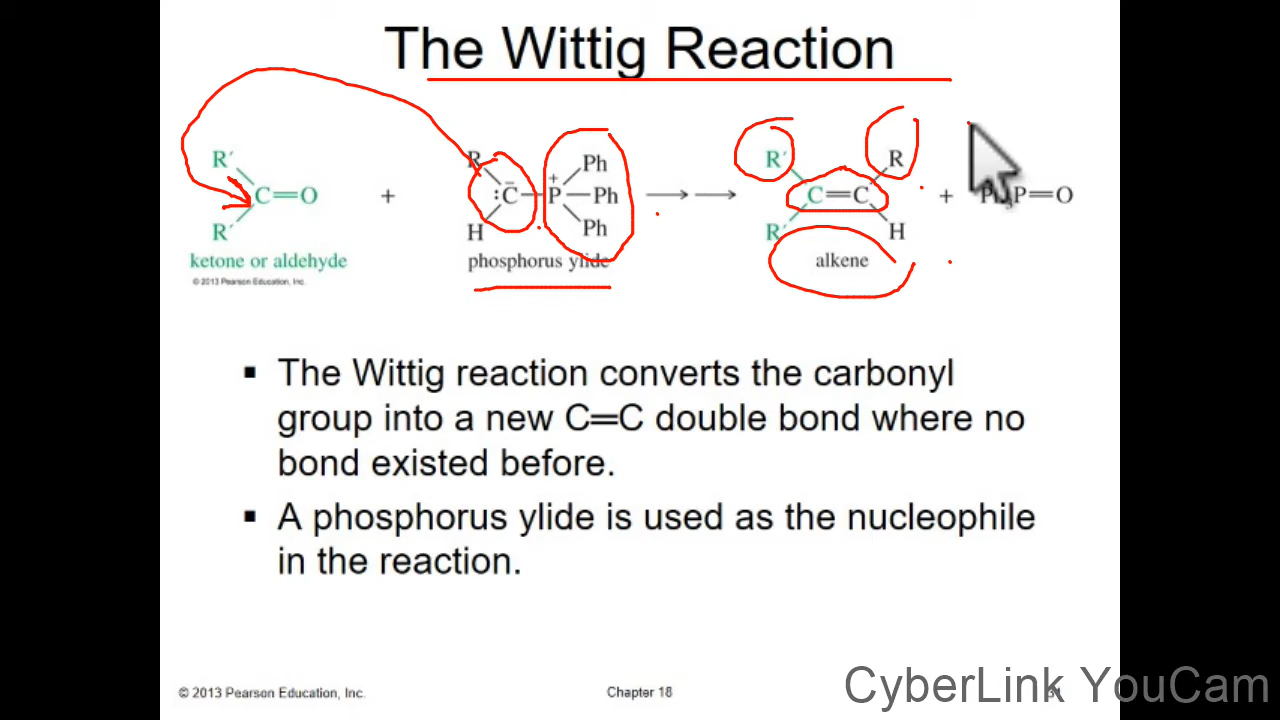 The Wittig Reaction
R′ R Ph R′ R
C=O + :C⁻—P⁺—Ph → → C=C + Ph₃P=O
R′ H Ph R′ H
ketone or aldehyde phosphorus ylide alkene
© 2013 Pearson Education, Inc.
▪ The Wittig reaction converts the carbonyl
group into a new C=C double bond where no
bond existed before.
▪ A phosphorus ylide is used as the nucleophile
in the reaction.
© 2013 Pearson Education, Inc. Chapter 18
CyberLink YouCam